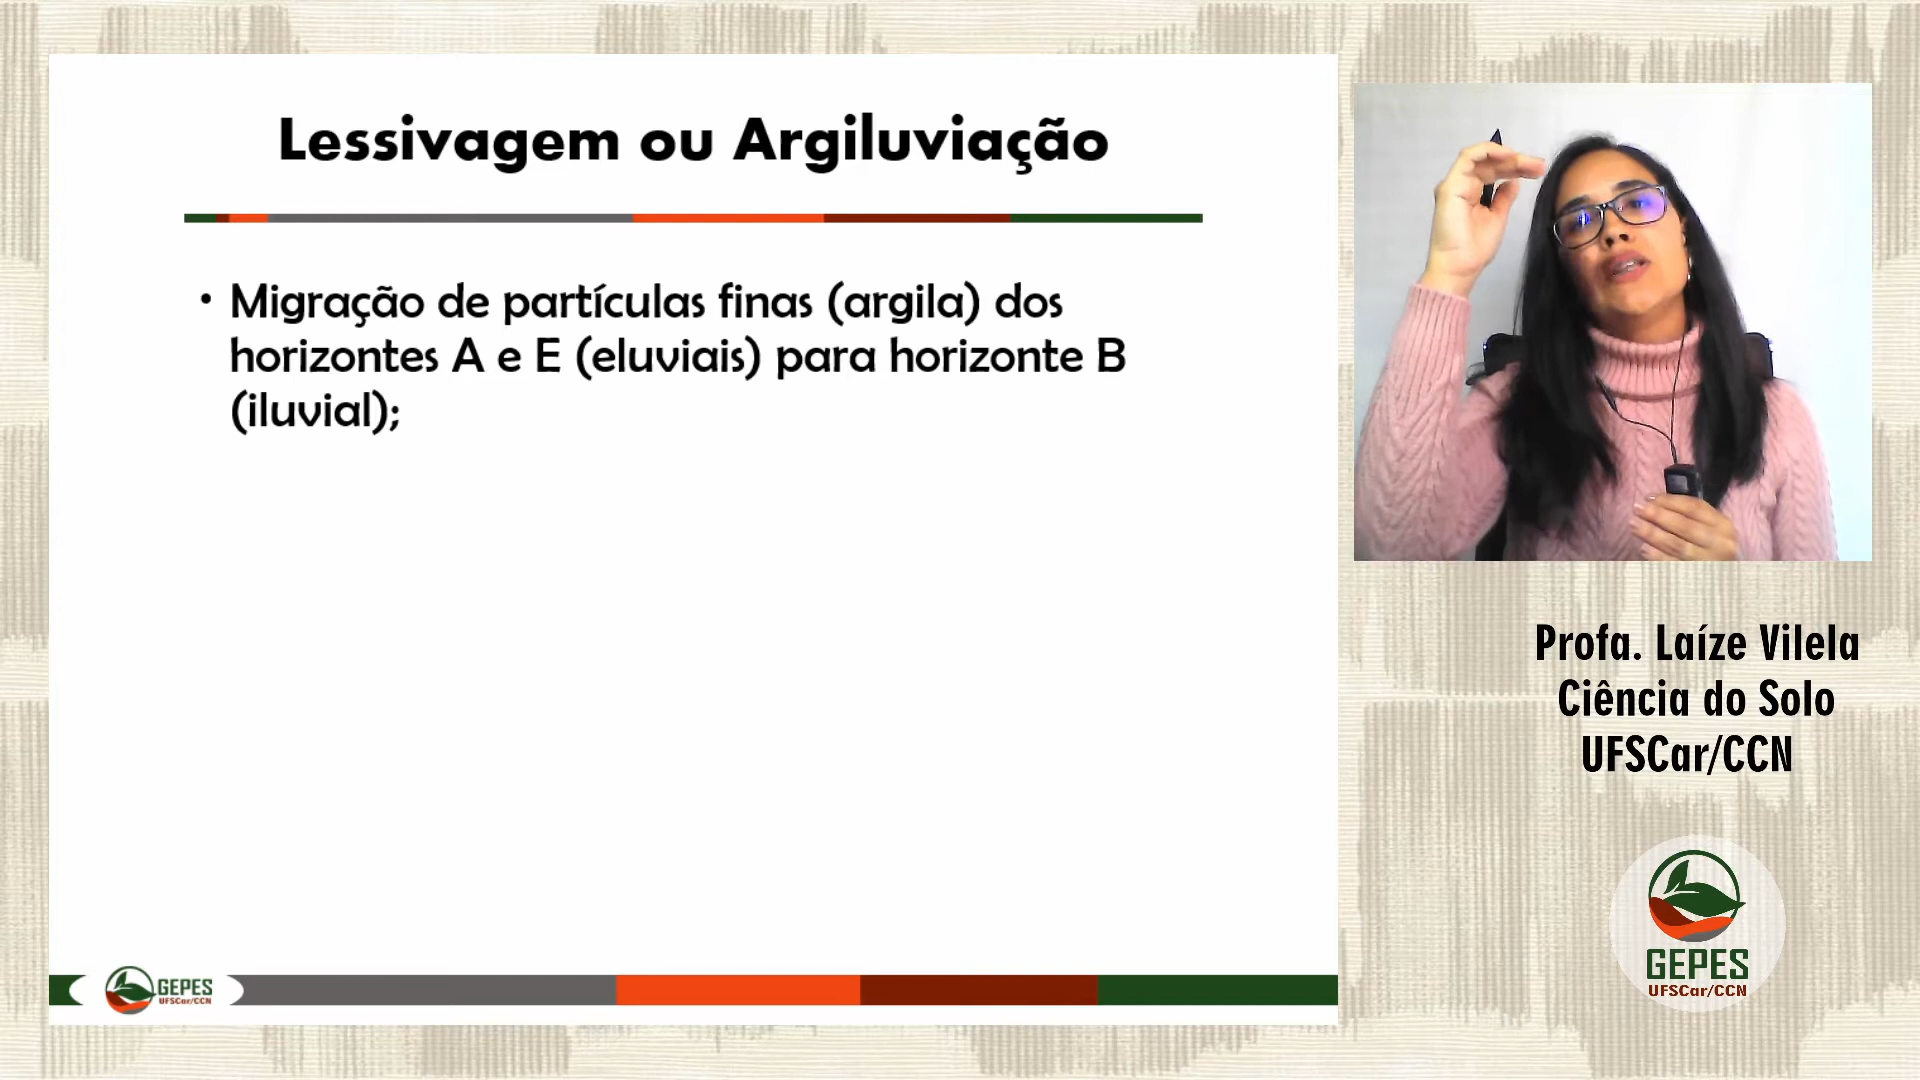 Lessivagem ou Argiluviação
• Migração de partículas finas (argila) dos
horizontes A e E (eluviais) para horizonte B
(iluvial);
GEPES
UFSCar/CCN
Profa. Laíze Vilela
Ciência do Solo
UFSCar/CCN
GEPES
UFSCar/CCN